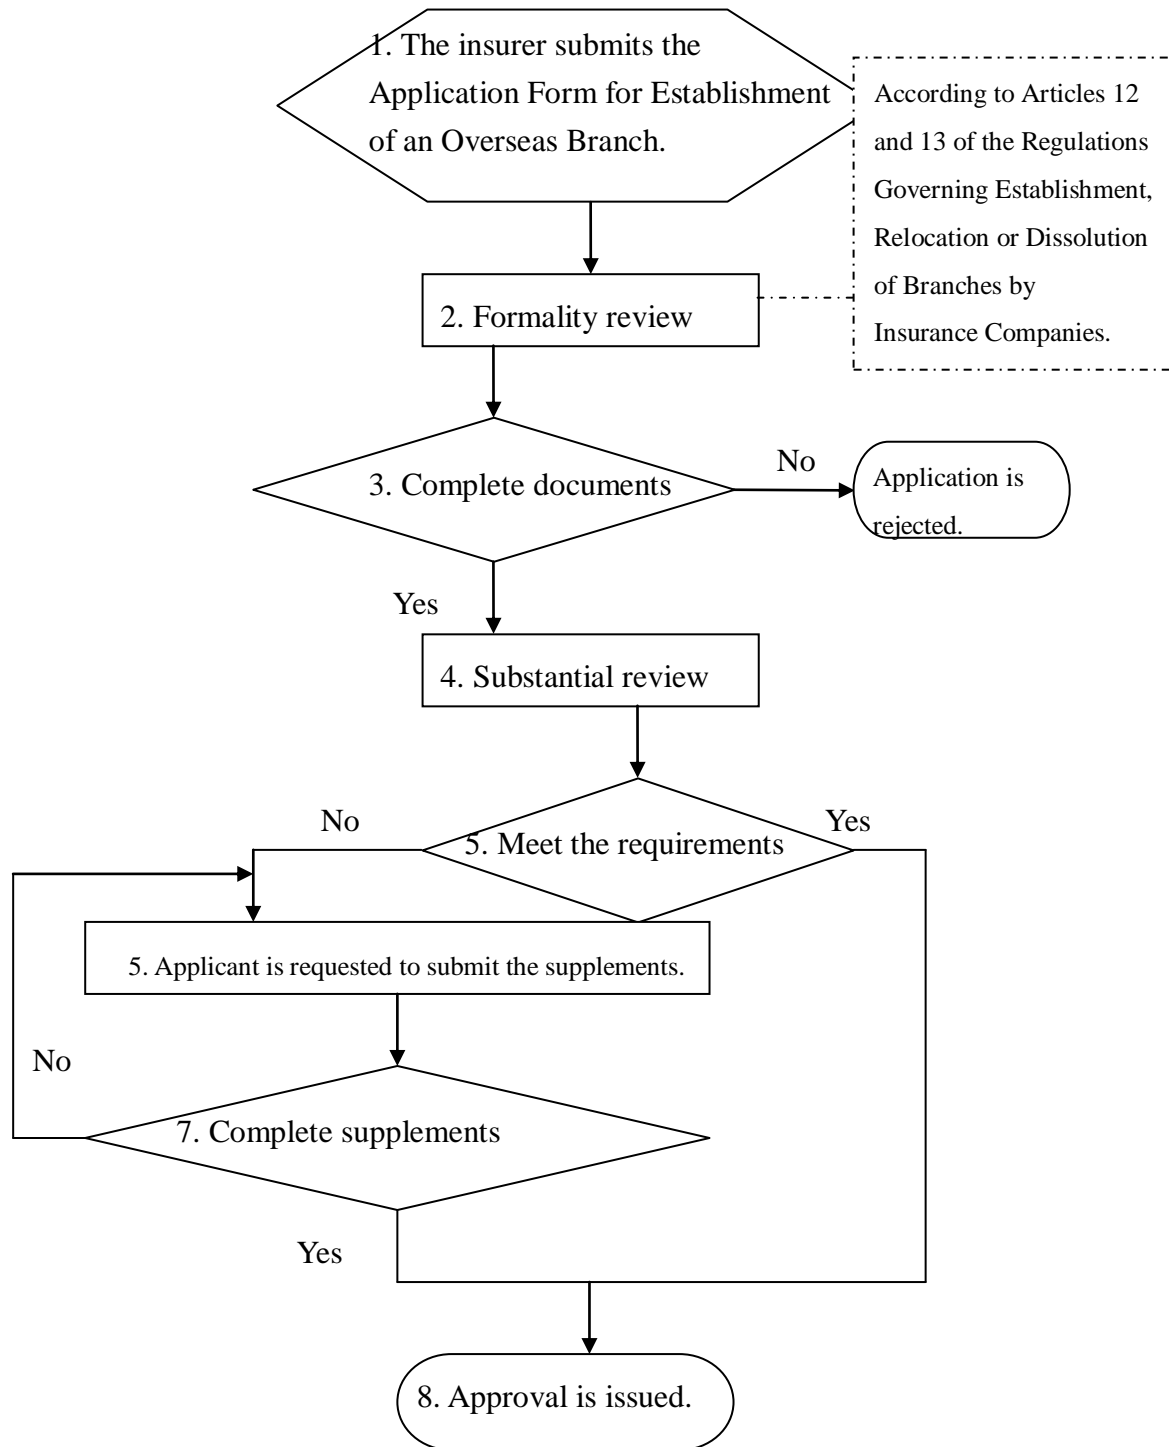 1. The insurer submits the
Application Form for Establishment
of an Overseas Branch.
According to Articles 12
and 13 of the Regulations
Governing Establishment,
Relocation or Dissolution
of Branches by
Insurance Companies.
2. Formality review
3. Complete documents
No
Application is
rejected.
Yes
4. Substantial review
No
5. Meet the requirements
Yes
5. Applicant is requested to submit the supplements.
No
7. Complete supplements
Yes
8. Approval is issued.